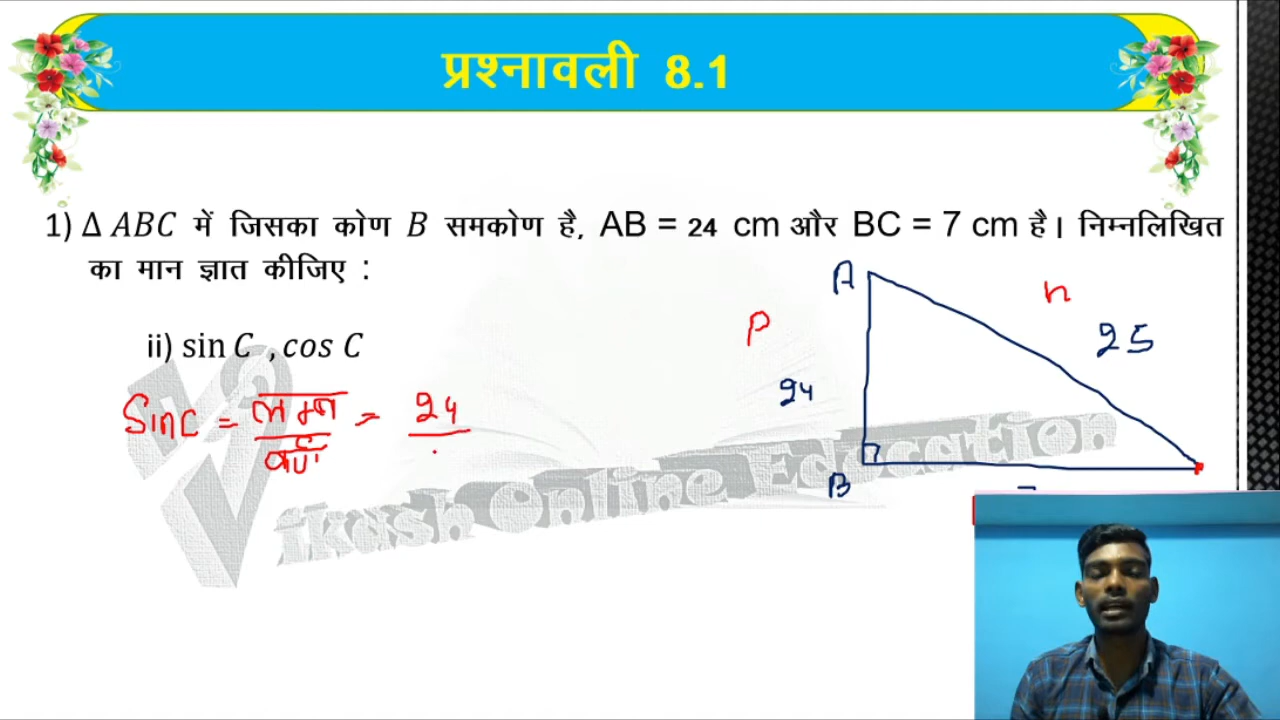 प्रश्नावली 8.1
1) Δ ABC में जिसका कोण B समकोण है, AB = 24 cm और BC = 7 cm है। निम्नलिखित
का मान ज्ञात कीजिए :
ii) sin C , cos C
A
h
P
25
24
Sin C = लम्ब / कर्ण = 24
B
Vikash Online Education